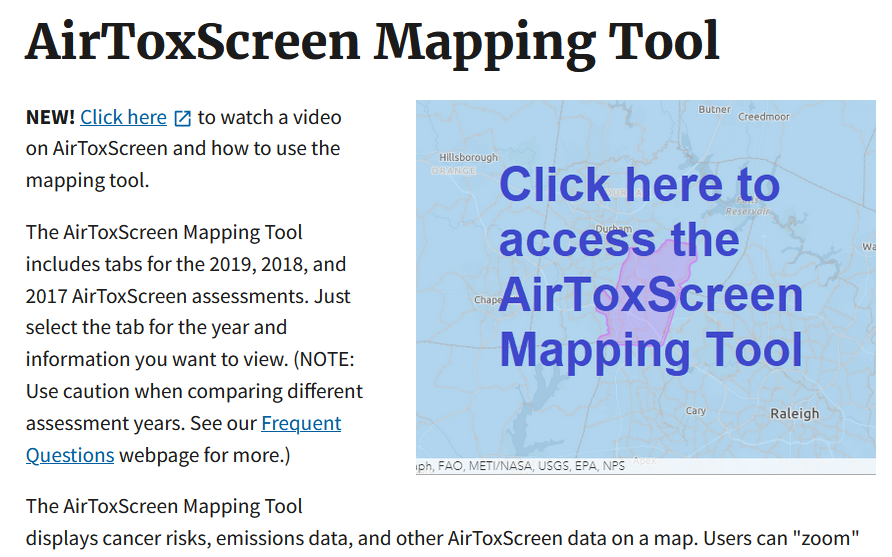 AirToxScreen Mapping Tool
NEW! Click here to watch a video
on AirToxScreen and how to use the
mapping tool.
The AirToxScreen Mapping Tool
includes tabs for the 2019, 2018, and
2017 AirToxScreen assessments. Just
select the tab for the year and
information you want to view. (NOTE:
Use caution when comparing different
assessment years. See our Frequent
Questions webpage for more.)
The AirToxScreen Mapping Tool
displays cancer risks, emissions data, and other AirToxScreen data on a map. Users can "zoom"
Butner
Creedmoor
Hillsborough
ORANGE
Click here to
access the
AirToxScreen
Mapping Tool
Reservoir
Durham
Cary
Raleigh
Apex
FAO, METI/NASA, USGS, EPA, NPS